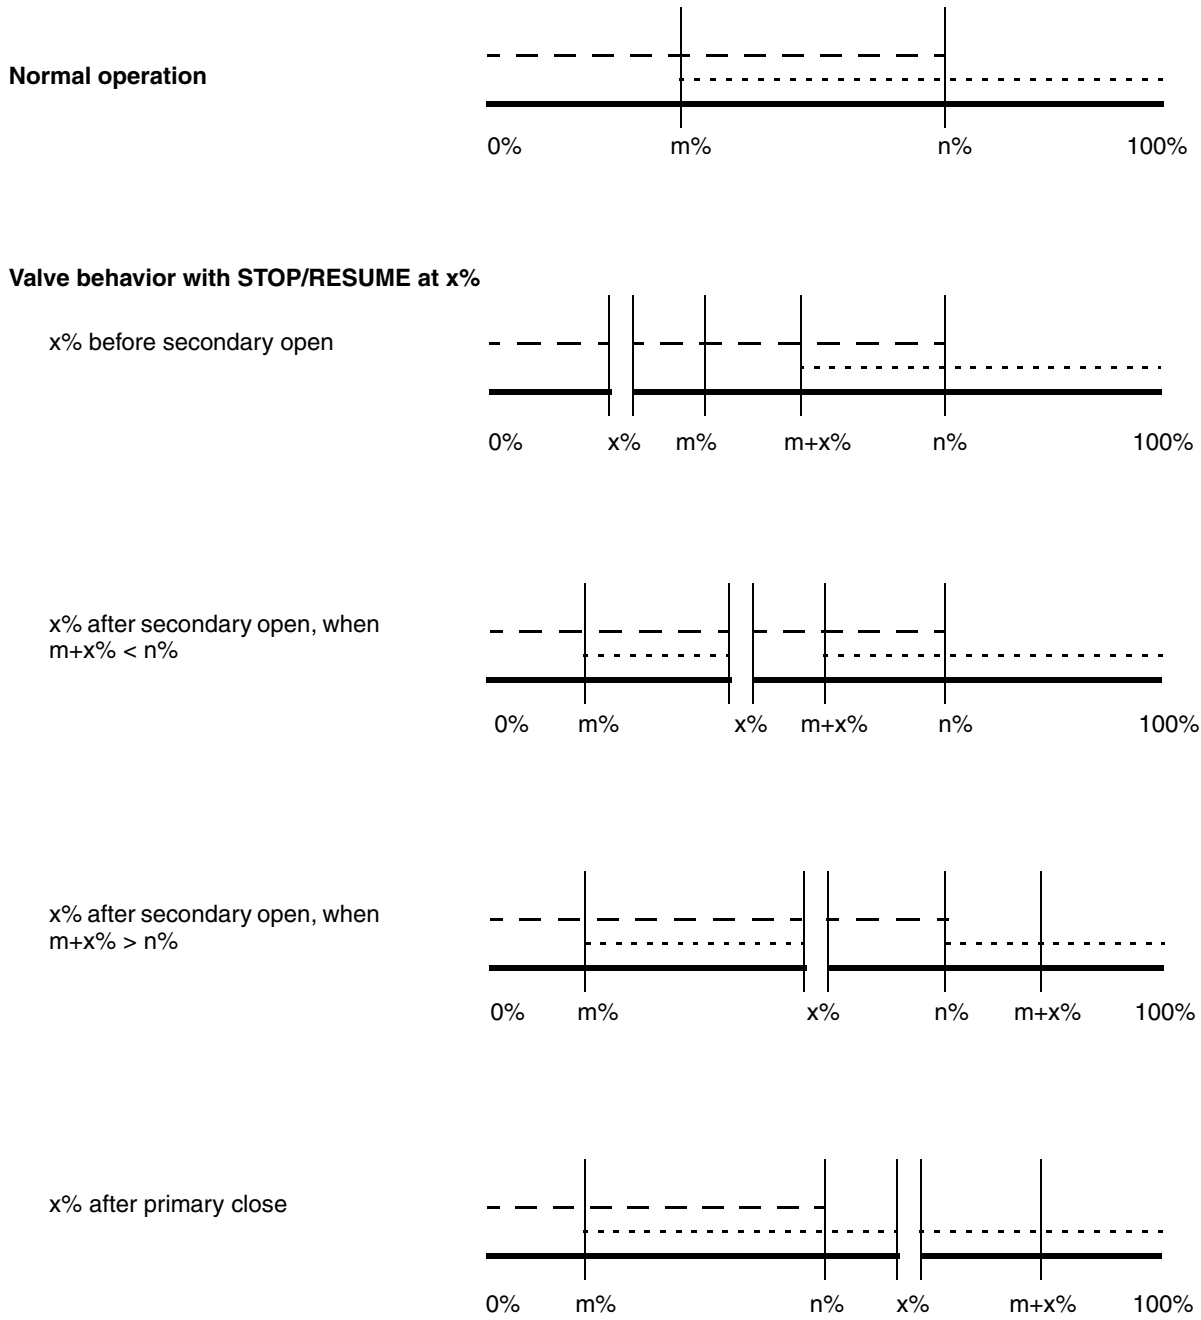 Normal operation
0% m% n% 100%
Valve behavior with STOP/RESUME at x%
x% before secondary open
0% x% m% m+x% n% 100%
x% after secondary open, when
m+x% < n%
0% m% x% m+x% n% 100%
x% after secondary open, when
m+x% > n%
0% m% x% n% m+x% 100%
x% after primary close
0% m% n% x% m+x% 100%